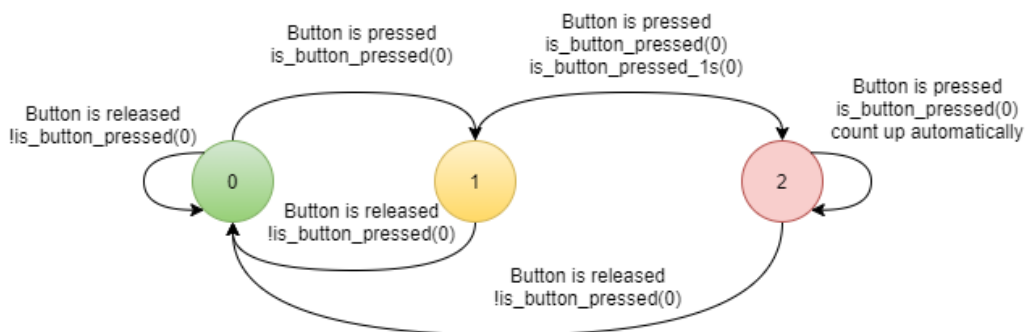 Button is pressed
is_button_pressed(0)
Button is pressed
is_button_pressed(0)
is_button_pressed_1s(0)
Button is pressed
is_button_pressed(0)
count up automatically
Button is released
!is_button_pressed(0)
0
1
2
Button is released
!is_button_pressed(0)
Button is released
!is_button_pressed(0)